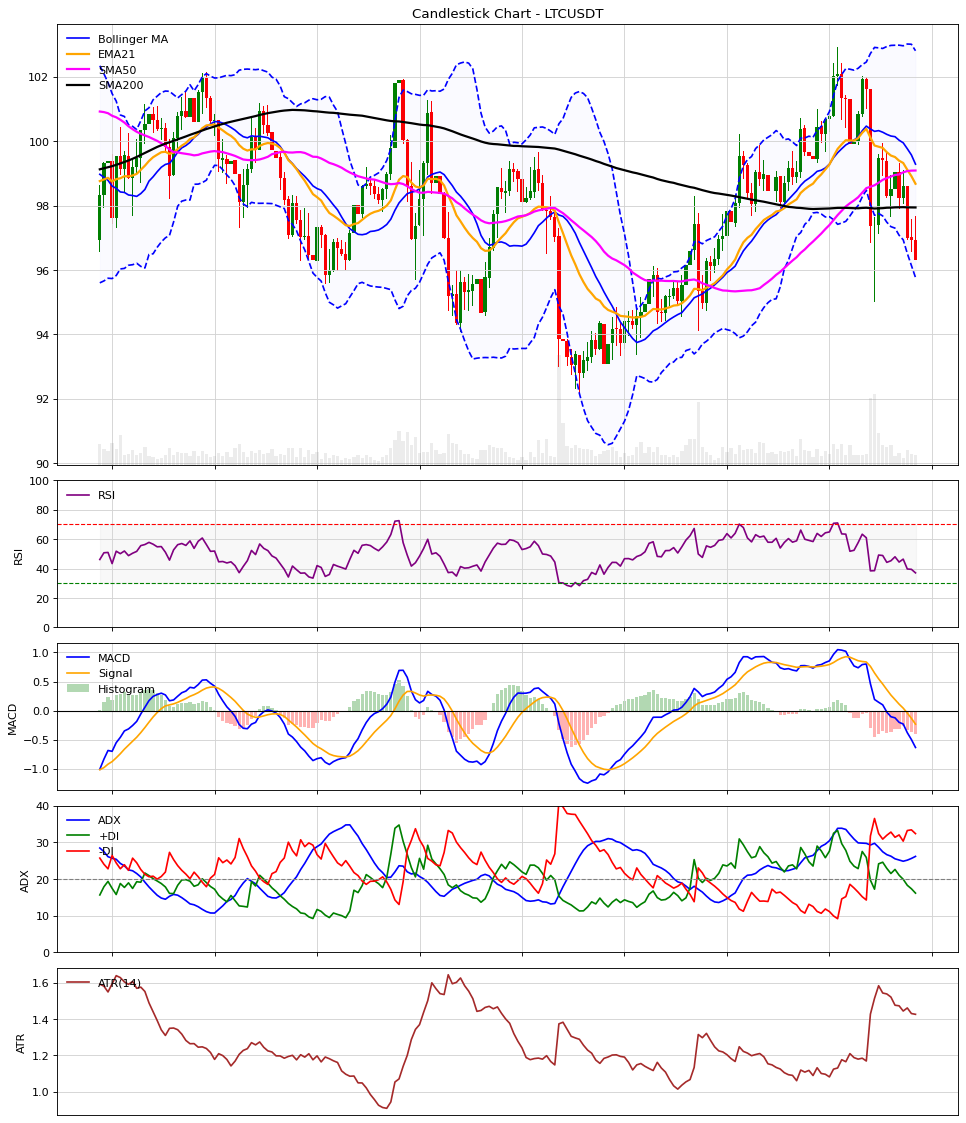 Candlestick Chart - LTCUSDT
Bollinger MA
EMA21
SMA50
SMA200
102
100
98
96
94
92
90
100
80
60
40
20
0
RSI
RSI
1.0
0.5
0.0
−0.5
−1.0
MACD
MACD
Signal
Histogram
40
30
20
10
0
ADX
ADX
+DI
-DI
1.6
1.4
1.2
1.0
ATR
ATR(14)